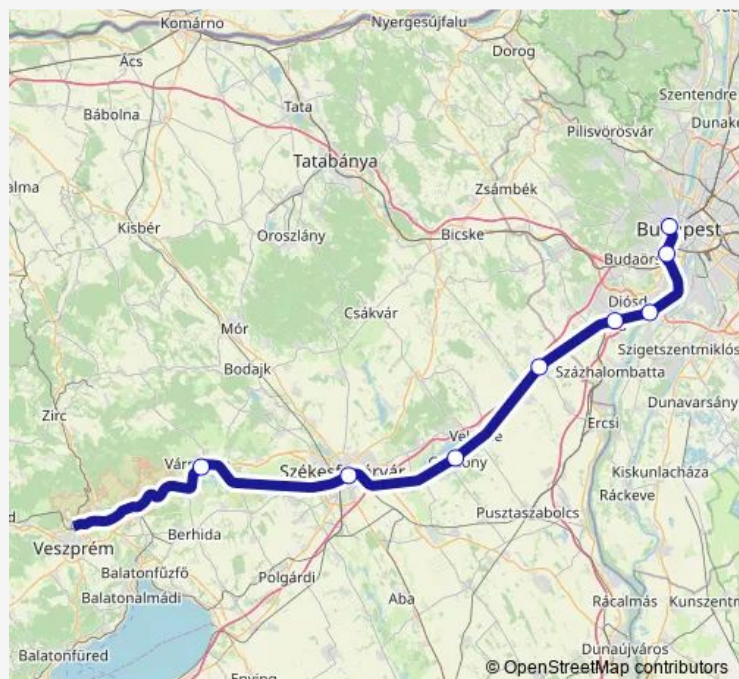 Komárno
Nyergesújfalu
Ács
Dorog
Szentendre
Bábolna
Tata
Dunake
Pilisvörösvár
Tatabánya
Zsámbék
Kisbér
Oroszlány
Bicske
Budapest
Budaörs
Csákvár
Diósd
Mór
Szigetszentmiklós
Bodajk
Százhalombatta
Dunavarsány
Zirc
Ercsi
Kiskunlacháza
Ráckeve
Berhida
Pusztaszabolcs
Veszprém
Balatonfűzfő
Polgárdi
Balatonalmádi
Aba
Rácalmás
Kunszentm
Balatonfüred
Dunaújváros
© OpenStreetMap contributors